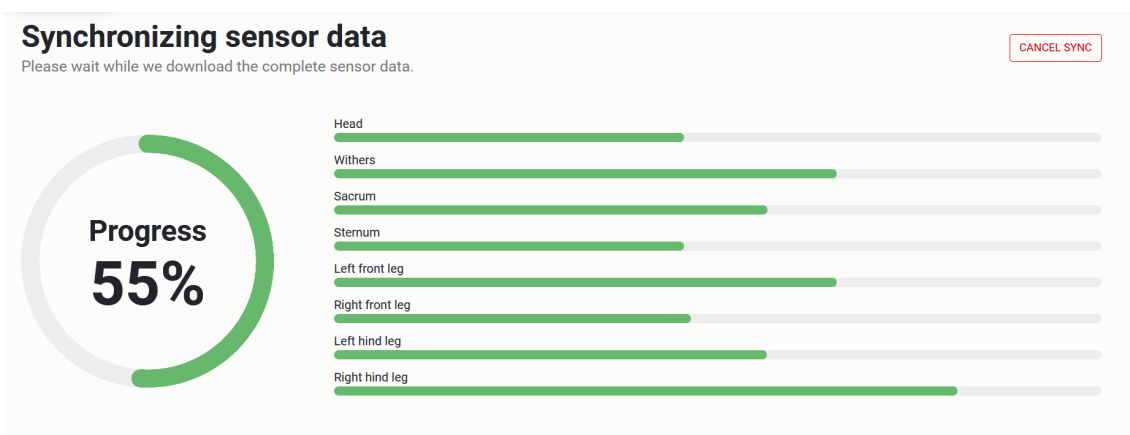 Synchronizing sensor data
Please wait while we download the complete sensor data.
CANCEL SYNC
Progress
55%
Head
Withers
Sacrum
Sternum
Left front leg
Right front leg
Left hind leg
Right hind leg